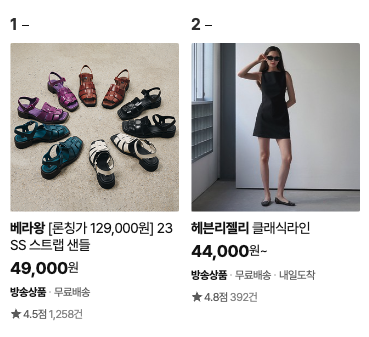 1 –
베라왕 [론칭가 129,000원] 23
SS 스트랩 샌들
49,000원
방송상품 · 무료배송
★ 4.5점 1,258건
2 –
헤븐리젤리 클래식라인
44,000원~
방송상품 · 무료배송 · 내일도착
★ 4.8점 392건